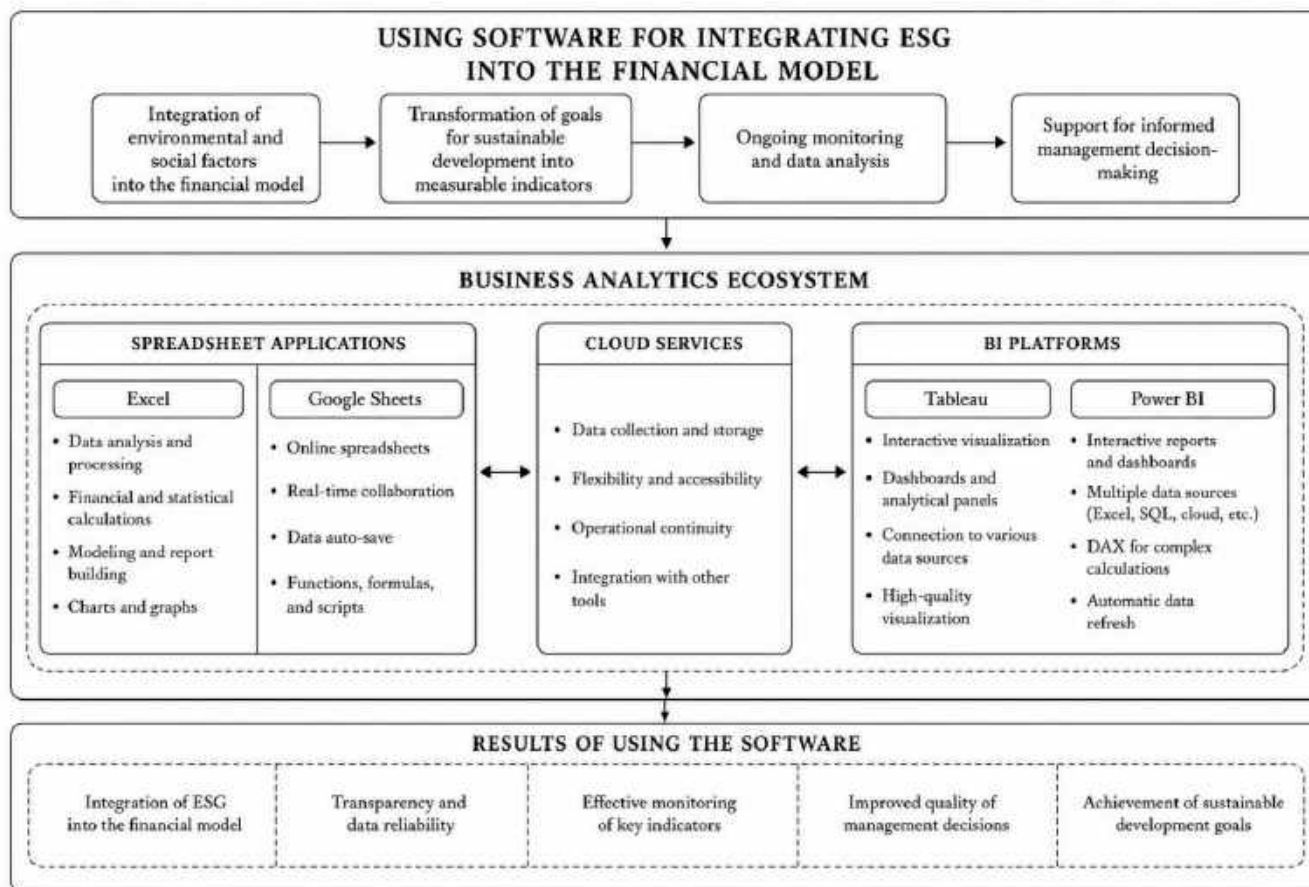 USING SOFTWARE FOR INTEGRATING ESG
INTO THE FINANCIAL MODEL
Integration of
environmental and
social factors
into the financial model
Transformation of goals
for sustainable
development into
measurable indicators
Ongoing monitoring
and data analysis
Support for informed
management decision-
making
BUSINESS ANALYTICS ECOSYSTEM
SPREADSHEET APPLICATIONS
Excel
• Data analysis and
processing
• Financial and statistical
calculations
• Modeling and report
building
• Charts and graphs
Google Sheets
• Online spreadsheets
• Real-time collaboration
• Data auto-save
• Functions, formulas,
and scripts
CLOUD SERVICES
• Data collection and storage
• Flexibility and accessibility
• Operational continuity
• Integration with other
tools
BI PLATFORMS
Tableau
• Interactive visualization
• Dashboards and
analytical panels
• Connection to various
data sources
• High-quality
visualization
Power BI
• Interactive reports
and dashboards
• Multiple data sources
(Excel, SQL, cloud, etc.)
• DAX for complex
calculations
• Automatic data
refresh
RESULTS OF USING THE SOFTWARE
Integration of ESG
into the financial model
Transparency and
data reliability
Effective monitoring
of key indicators
Improved quality of
management decisions
Achievement of sustainable
development goals